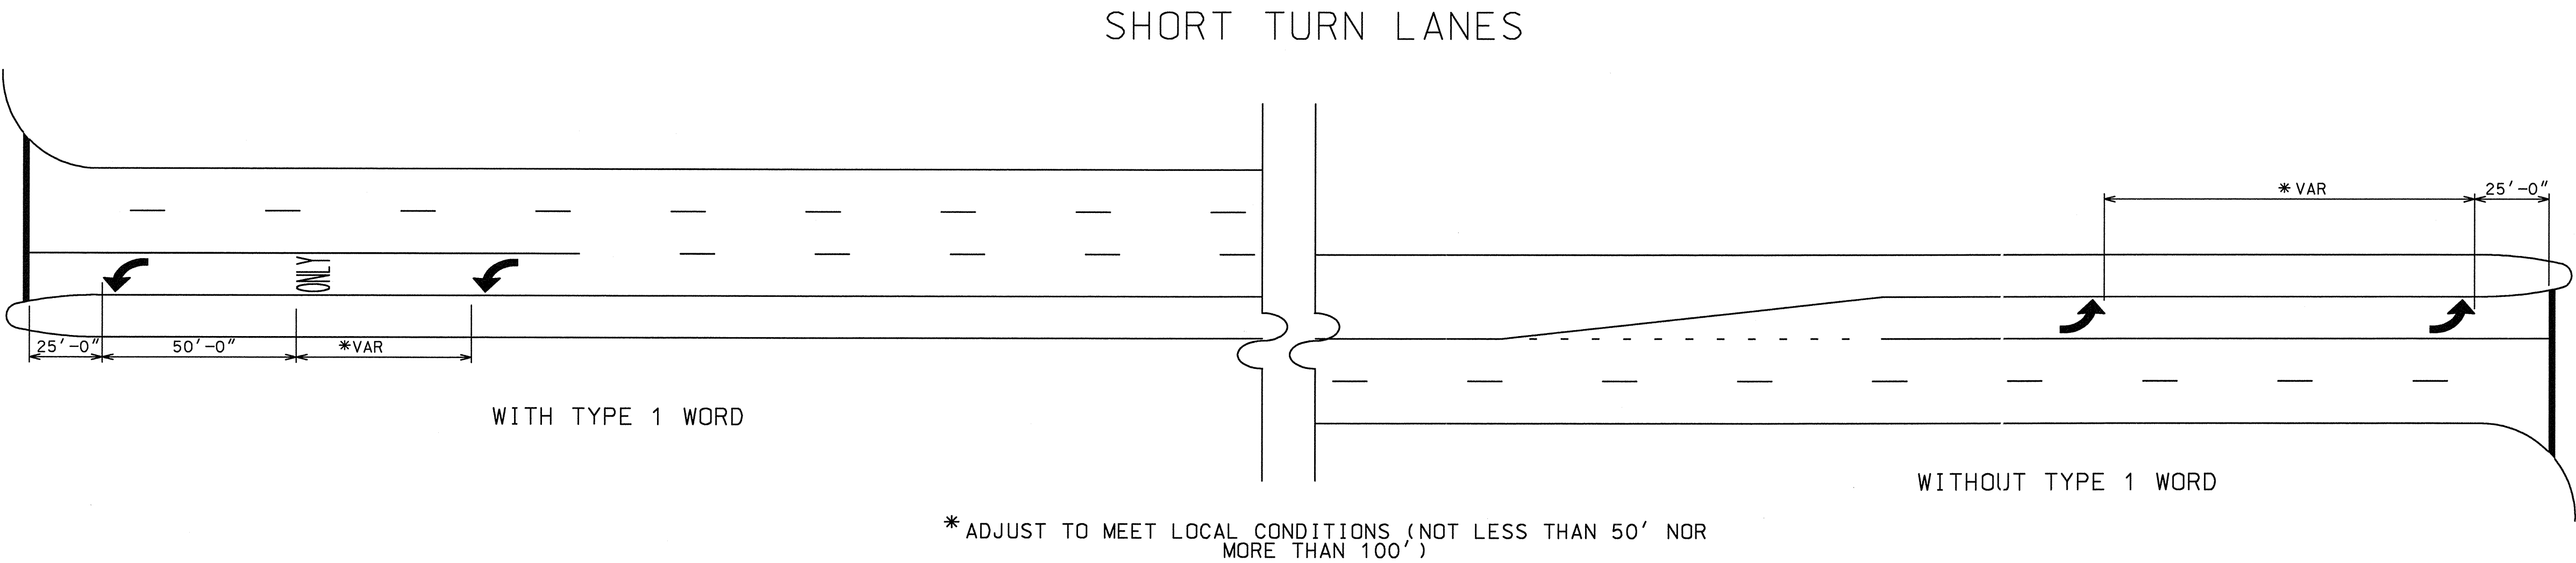 SHORT TURN LANES
*VAR
25'-0"
ONLY
25'-0"
50'-0"
*VAR
WITH TYPE 1 WORD
WITHOUT TYPE 1 WORD
*ADJUST TO MEET LOCAL CONDITIONS (NOT LESS THAN 50' NOR
MORE THAN 100')